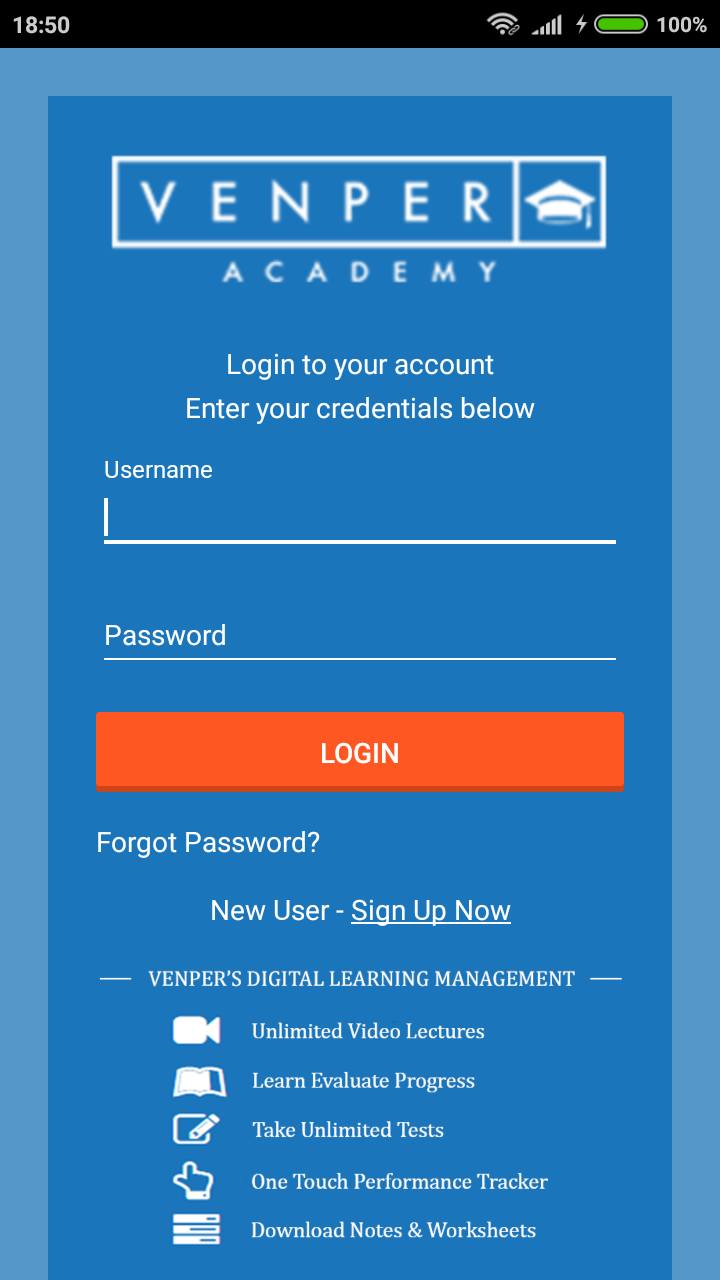 18:50 100%
VENPER
ACADEMY
Login to your account
Enter your credentials below
Username
Password
LOGIN
Forgot Password?
New User - Sign Up Now
VENPER'S DIGITAL LEARNING MANAGEMENT
Unlimited Video Lectures
Learn Evaluate Progress
Take Unlimited Tests
One Touch Performance Tracker
Download Notes & Worksheets